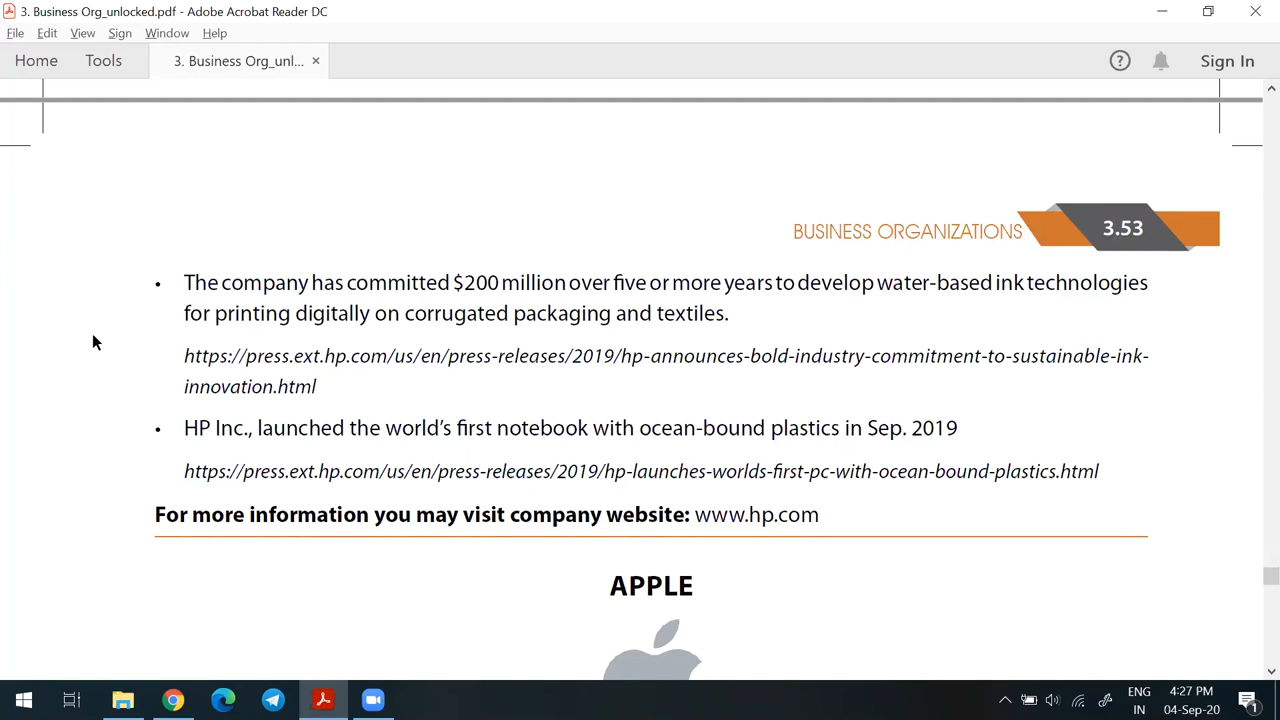 3. Business Org_unlocked.pdf - Adobe Acrobat Reader DC
File Edit View Sign Window Help
Home Tools 3. Business Org_unl... × Sign In
BUSINESS ORGANIZATIONS 3.53
• The company has committed $200 million over five or more years to develop water-based ink technologies
for printing digitally on corrugated packaging and textiles.
https://press.ext.hp.com/us/en/press-releases/2019/hp-announces-bold-industry-commitment-to-sustainable-ink-
innovation.html
• HP Inc., launched the world’s first notebook with ocean-bound plastics in Sep. 2019
https://press.ext.hp.com/us/en/press-releases/2019/hp-launches-worlds-first-pc-with-ocean-bound-plastics.html
For more information you may visit company website: www.hp.com
APPLE
ENG 4:27 PM
IN 04-Sep-20 1